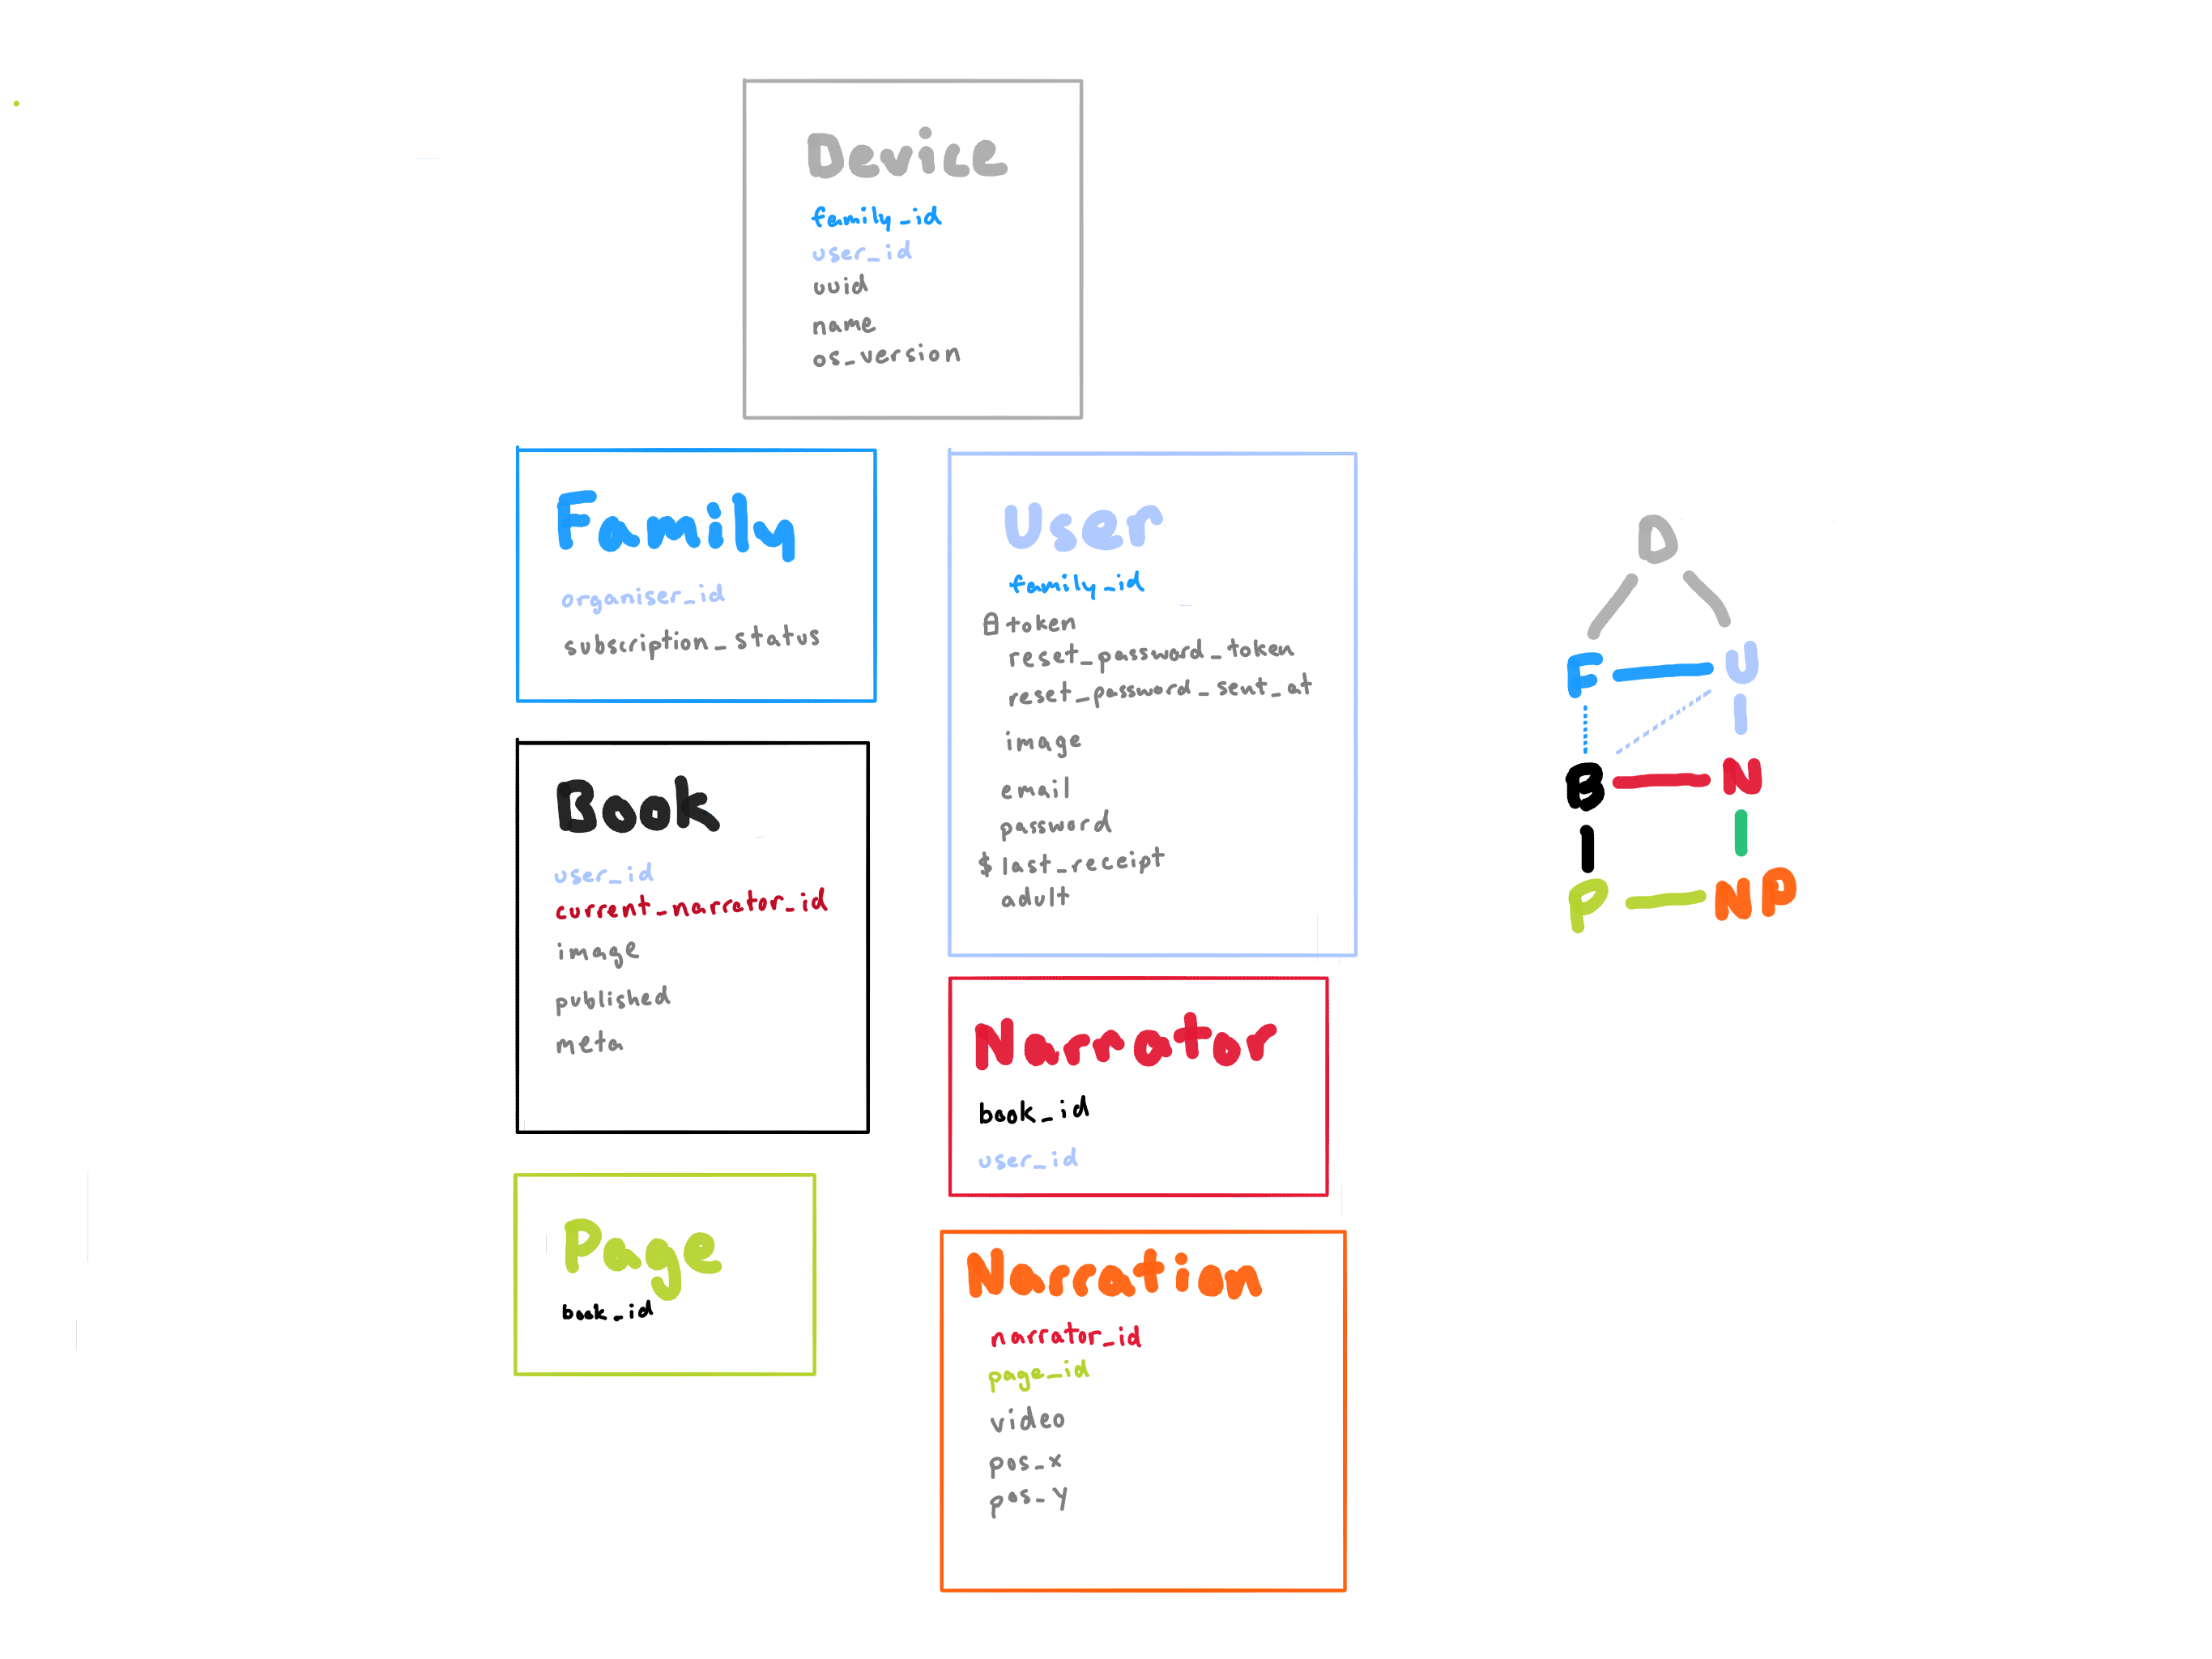 Device
family_id
user_id
uuid
name
os_version
Family
organiser_id
subscription_status
User
family_id
token
reset_password_token
reset_password_sent_at
image
email
password
$ last_receipt
adult
Book
user_id
current_narrator_id
image
published
meta
Narrator
book_id
user_id
Page
book_id
Narration
narrator_id
page_id
video
pos_x
pos_y
D
F U
B N
P NP